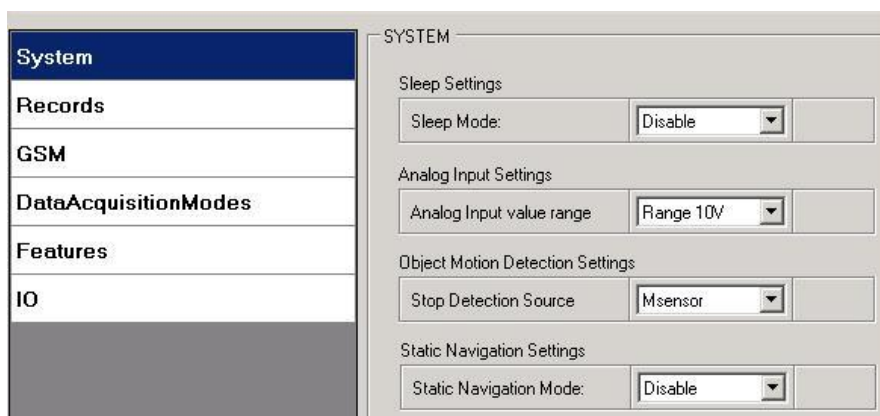 System
Records
GSM
DataAcquisitionModes
Features
IO
SYSTEM
Sleep Settings
Sleep Mode: Disable
Analog Input Settings
Analog Input value range Range 10V
Object Motion Detection Settings
Stop Detection Source Msensor
Static Navigation Settings
Static Navigation Mode: Disable